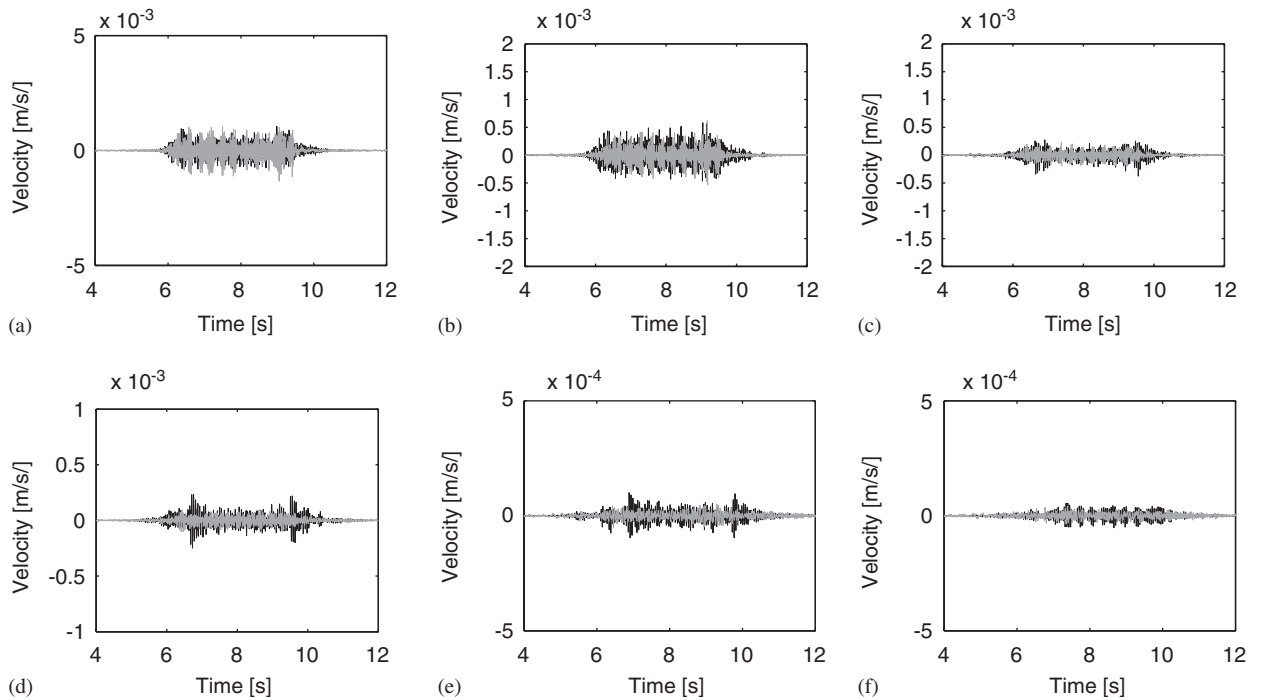 x 10-3
5
0
-5
Velocity [m/s/]
4 6 8 10 12
Time [s]
(a)
x 10-3
2
1.5
1
0.5
0
-0.5
-1
-1.5
-2
Velocity [m/s/]
4 6 8 10 12
Time [s]
(b)
x 10-3
2
1.5
1
0.5
0
-0.5
-1
-1.5
-2
Velocity [m/s/]
4 6 8 10 12
Time [s]
(c)
x 10-3
1
0.5
0
-0.5
-1
Velocity [m/s/]
4 6 8 10 12
Time [s]
(d)
x 10-4
5
0
-5
Velocity [m/s/]
4 6 8 10 12
Time [s]
(e)
x 10-4
5
0
-5
Velocity [m/s/]
4 6 8 10 12
Time [s]
(f)